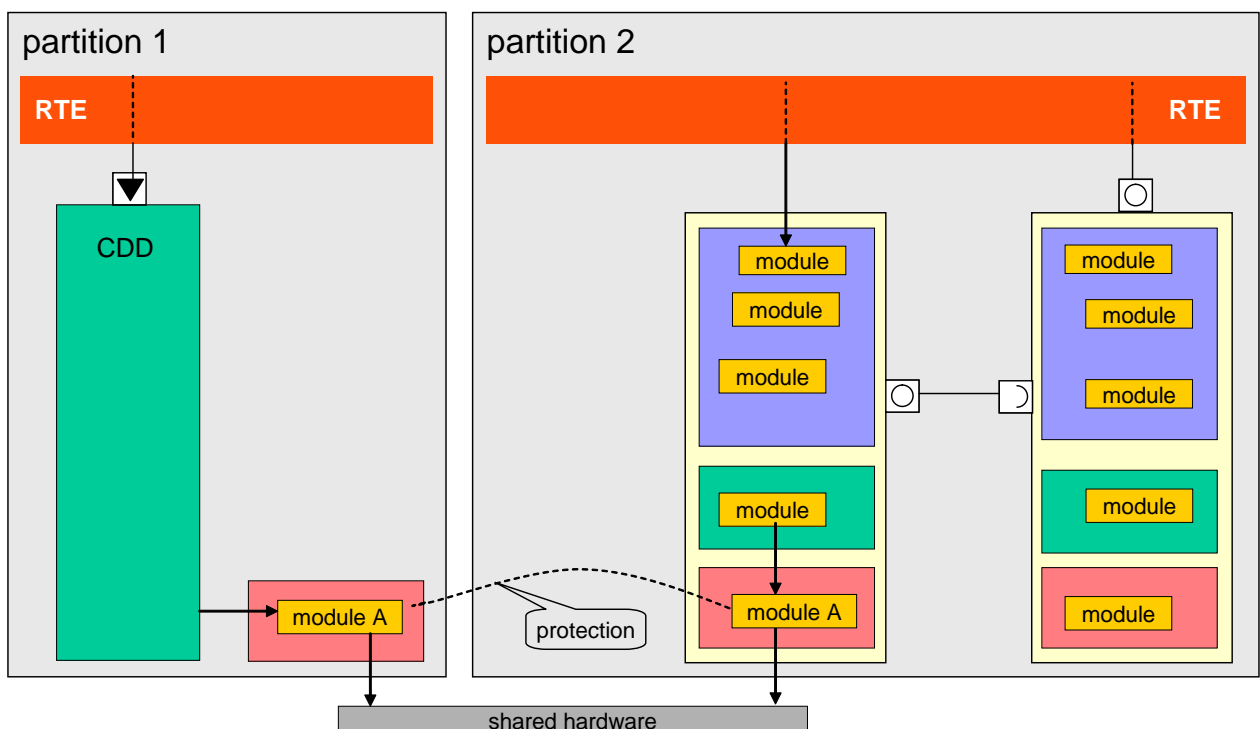 partition 1
partition 2
RTE
RTE
CDD
module
module
module
module
module
module
module
module
module A
module A
module
protection
shared hardware